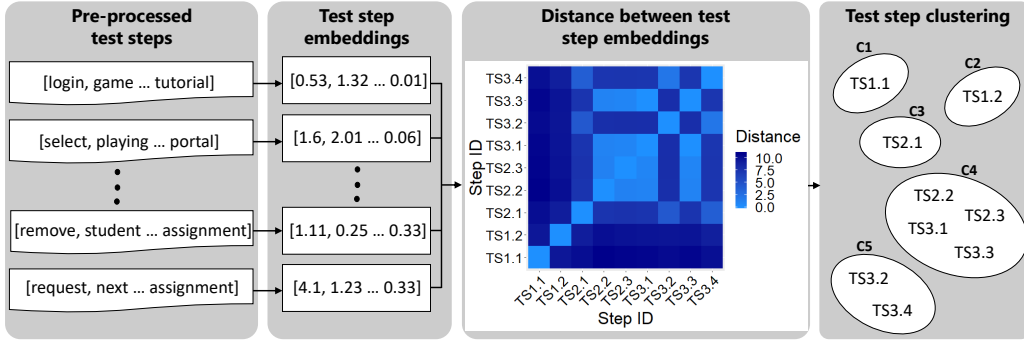 Pre-processed
test steps
[login, game ... tutorial]
[select, playing ... portal]
[remove, student ... assignment]
[request, next ... assignment]
Test step
embeddings
[0.53, 1.32 ... 0.01]
[1.6, 2.01 ... 0.06]
[1.11, 0.25 ... 0.33]
[4.1, 1.23 ... 0.33]
Distance between test
step embeddings
Step ID
TS3.4
TS3.3
TS3.2
TS3.1
TS2.3
TS2.2
TS2.1
TS1.2
TS1.1
TS1.1
TS1.2
TS2.1
TS2.2
TS2.3
TS3.1
TS3.2
TS3.3
TS3.4
Step ID
Distance
10.0
7.5
5.0
2.5
0.0
Test step clustering
C1
TS1.1
C2
TS1.2
C3
TS2.1
C4
TS2.2
TS2.3
TS3.1
TS3.3
C5
TS3.2
TS3.4